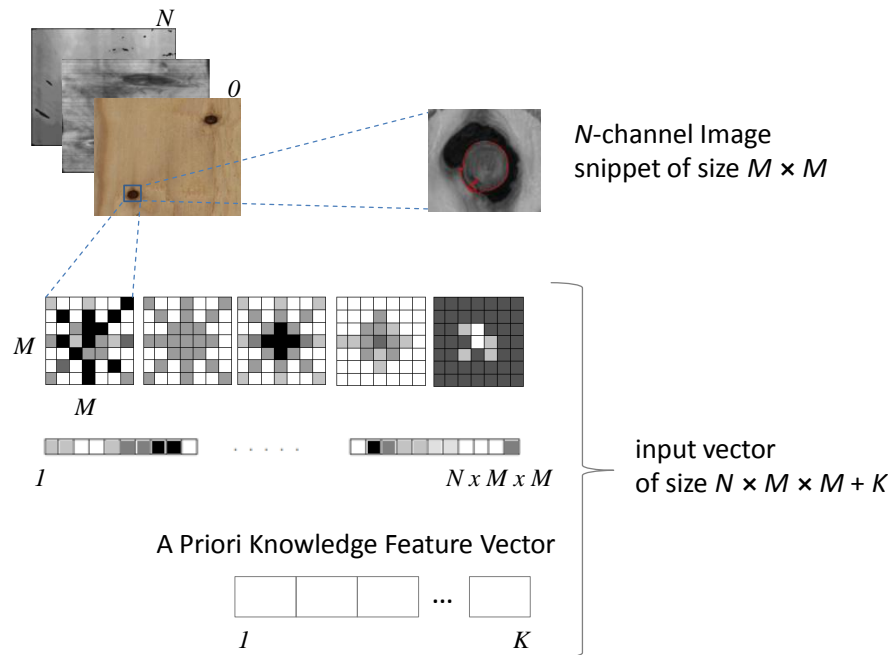 N
0
N-channel Image
snippet of size M × M
M
M
1
. . . . .
N x M x M
input vector
of size N × M × M + K
A Priori Knowledge Feature Vector
...
1
K